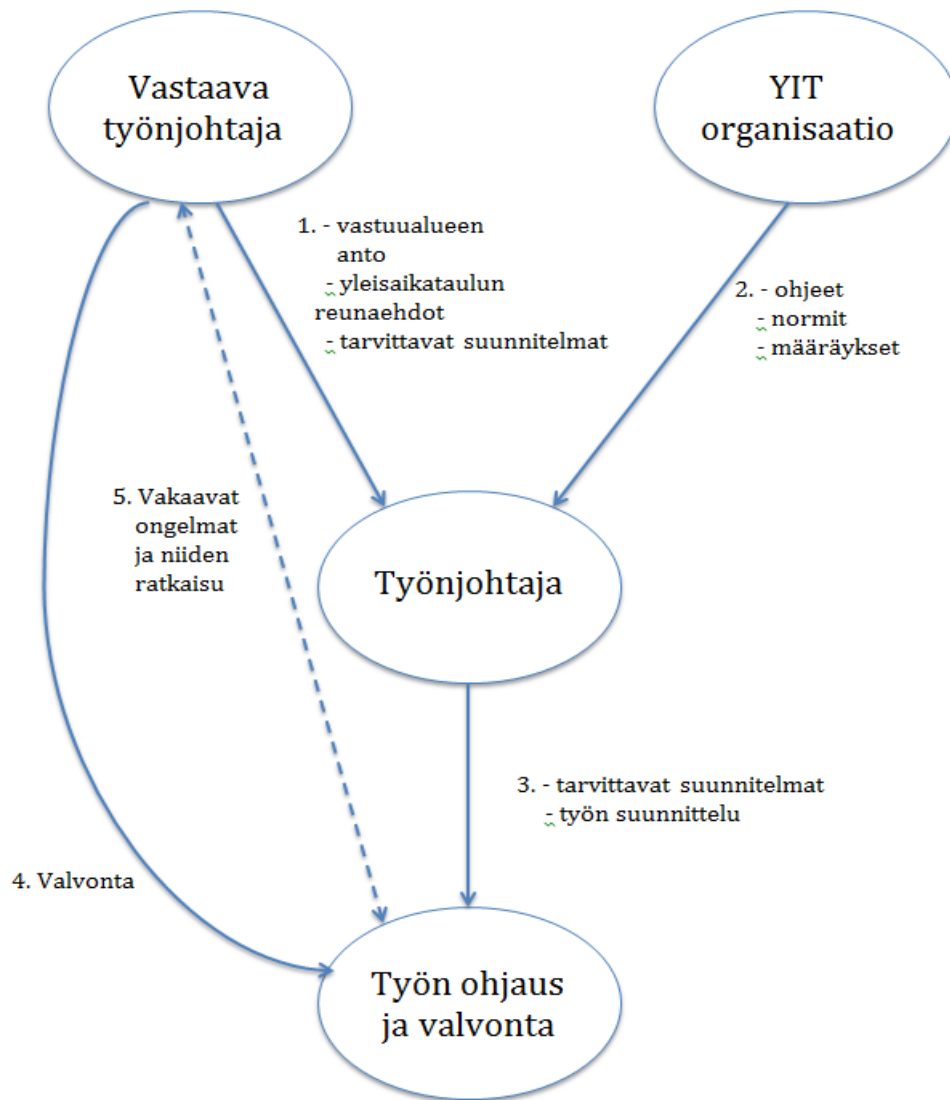 Vastaava
työnjohtaja
YIT
organisaatio
1. - vastuualueen
anto
- yleisaikataulun
reunaehdot
- tarvittavat suunnitelmat
2. - ohjeet
- normit
- määräykset
5. Vakaavat
ongelmat
ja niiden
ratkaisu
Työnjohtaja
3. - tarvittavat suunnitelmat
- työn suunnittelu
4. Valvonta
Työn ohjaus
ja valvonta